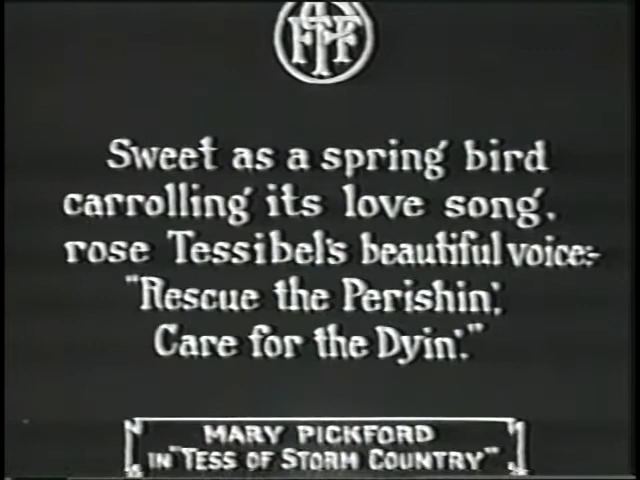 Sweet as a spring bird
carrolling its love song,
rose Tessibel's beautiful voice:-
"Rescue the Perishin',
Care for the Dyin'."
MARY PICKFORD
IN "TESS OF STORM COUNTRY"